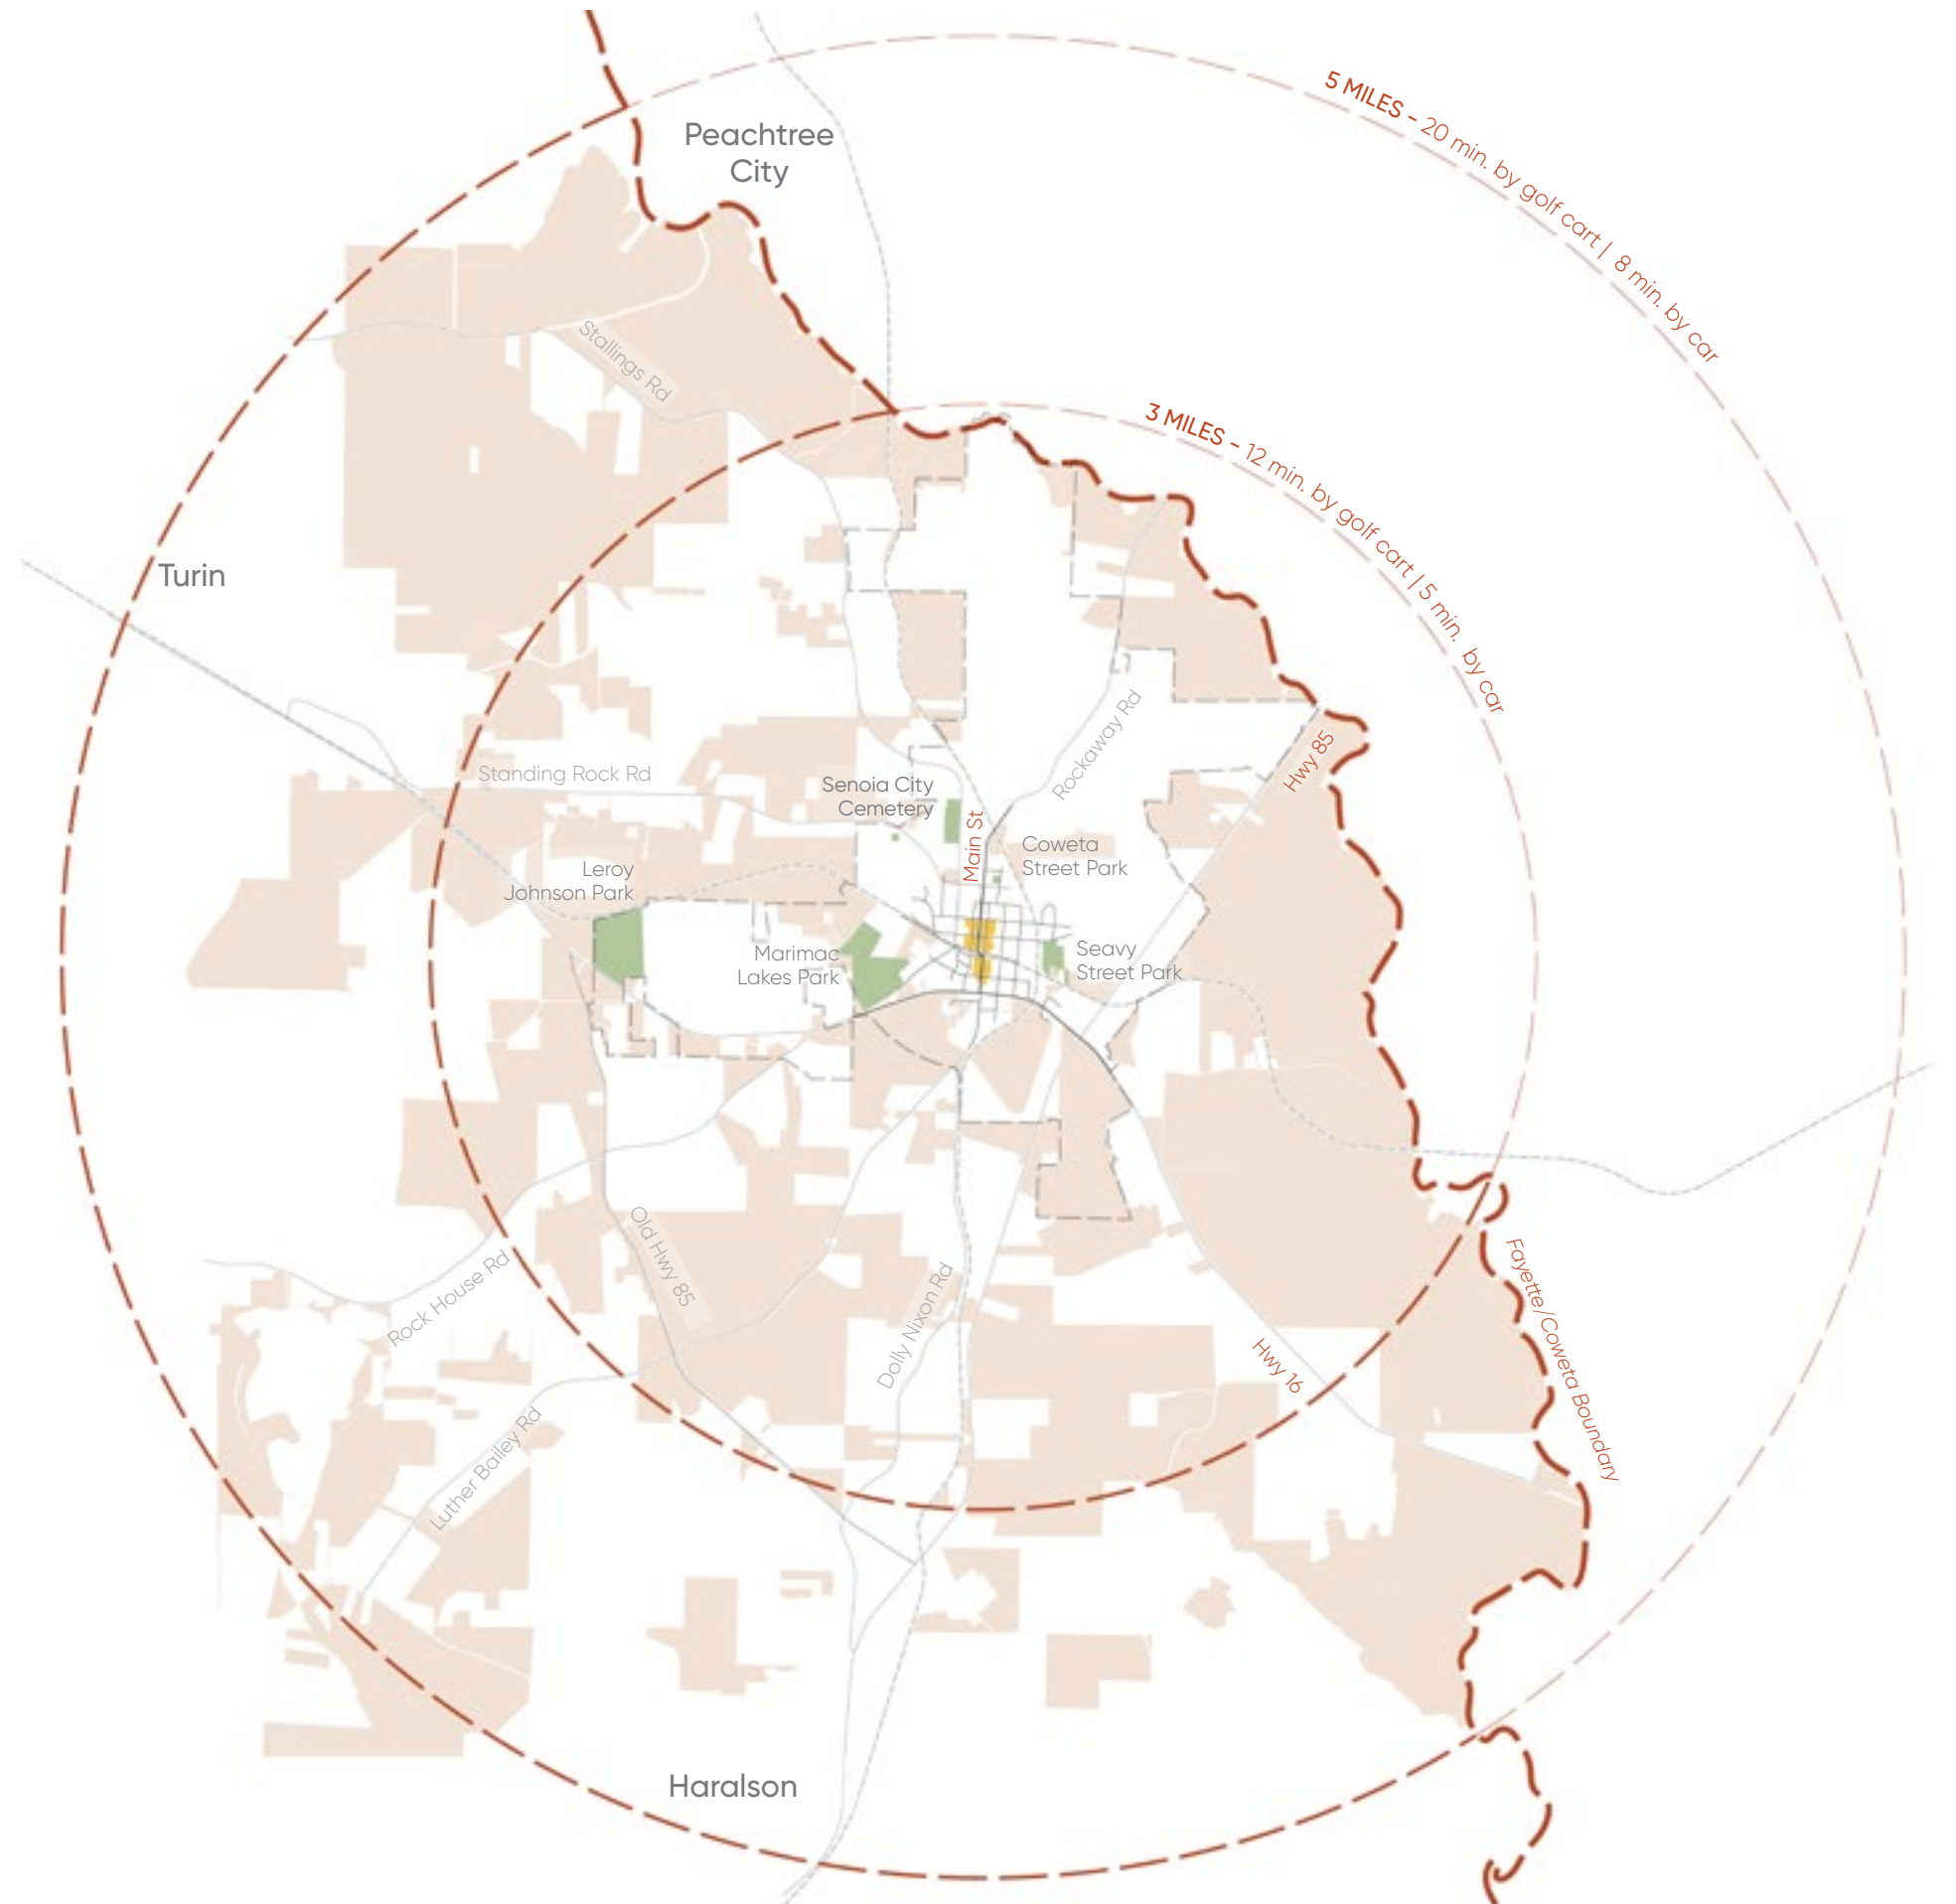 5 MILES - 20 min. by golf cart | 8 min. by car
Peachtree
City
Stallings Rd
3 MILES - 12 min. by golf cart | 5 min. by car
Turin
Rockaway Rd
Hwy 85
Standing Rock Rd
Senoia City
Cemetery
Main St.
Coweta
Street Park
Leroy
Johnson Park
Marimac
Lakes Park
Seavy
Street Park
Old Hwy 85
Rock House Rd
Dolly Nixon Rd
Fayette/Coweta Boundary
Hwy 16
Luther Bailey Rd
Haralson